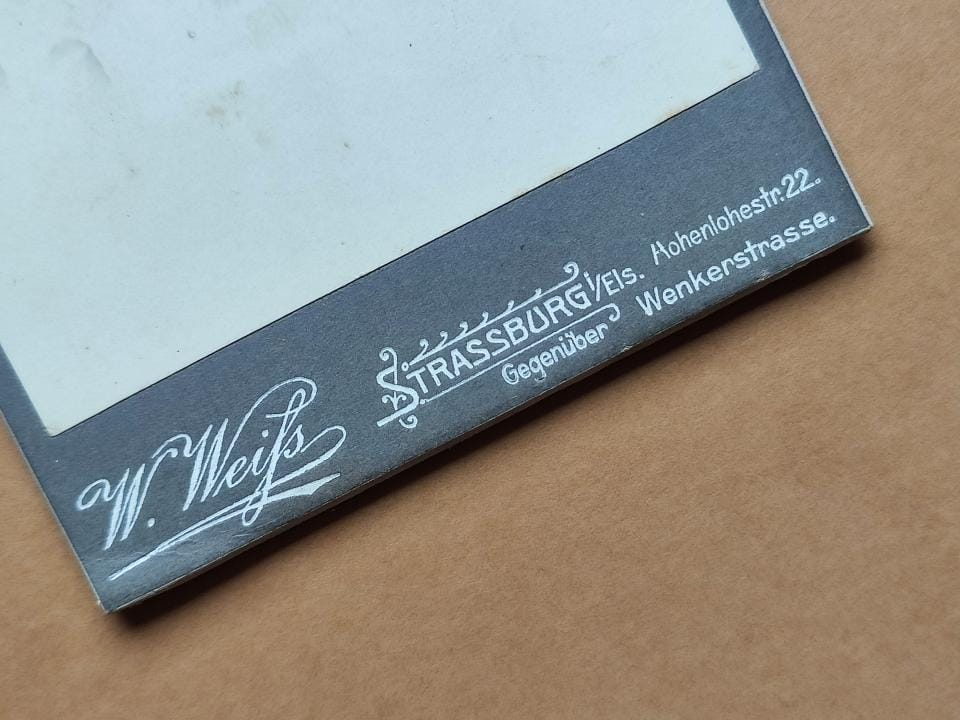 W. Weiſs
STRASSBURG i/Els. Hohenlohestr. 22.
Gegenüber Wenkerstrasse.